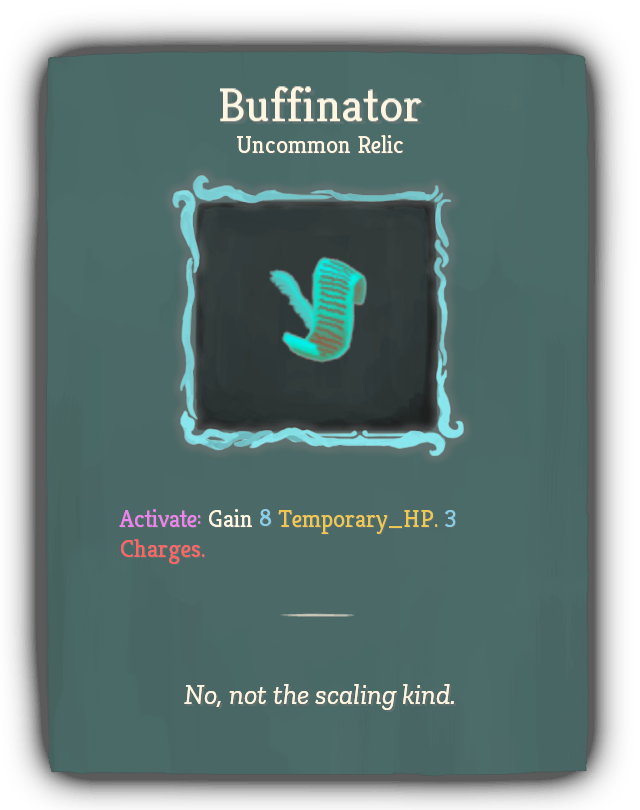 Buffinator
Uncommon Relic
Activate: Gain 8 Temporary_HP. 3
Charges.
No, not the scaling kind.